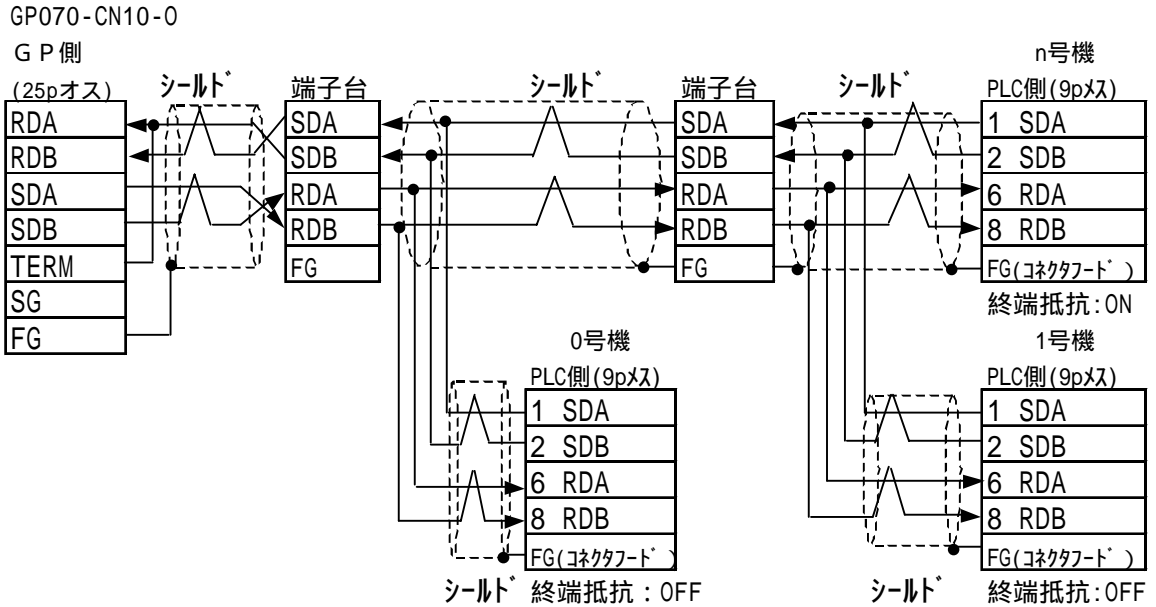 GP070-CN10-O
GP側
(25pオス)
RDA
RDB
SDA
SDB
TERM
SG
FG
シールド
端子台
SDA
SDB
RDA
RDB
FG
シールド
端子台
SDA
SDB
RDA
RDB
FG
シールド
n号機
PLC側(9pメス)
1 SDA
2 SDB
6 RDA
8 RDB
FG(コネクタフード)
終端抵抗:ON
0号機
PLC側(9pメス)
1 SDA
2 SDB
6 RDA
8 RDB
FG(コネクタフード)
シールド 終端抵抗:OFF
1号機
PLC側(9pメス)
1 SDA
2 SDB
6 RDA
8 RDB
FG(コネクタフード)
シールド 終端抵抗:OFF